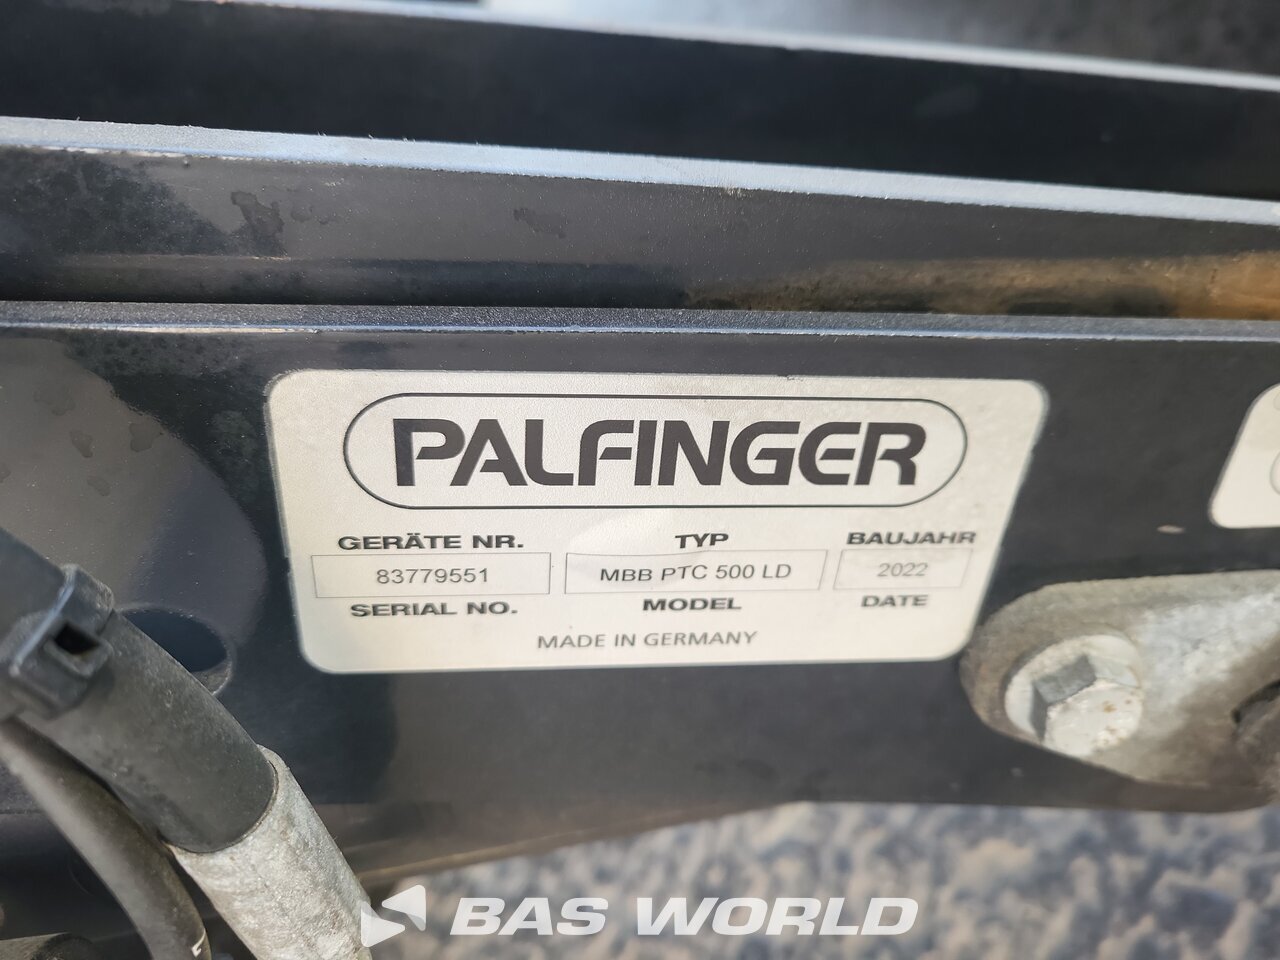 PALFINGER
GERÄTE NR. TYP BAUJAHR
83779551 MBB PTC 500 LD 2022
SERIAL NO. MODEL DATE
MADE IN GERMANY
BAS WORLD